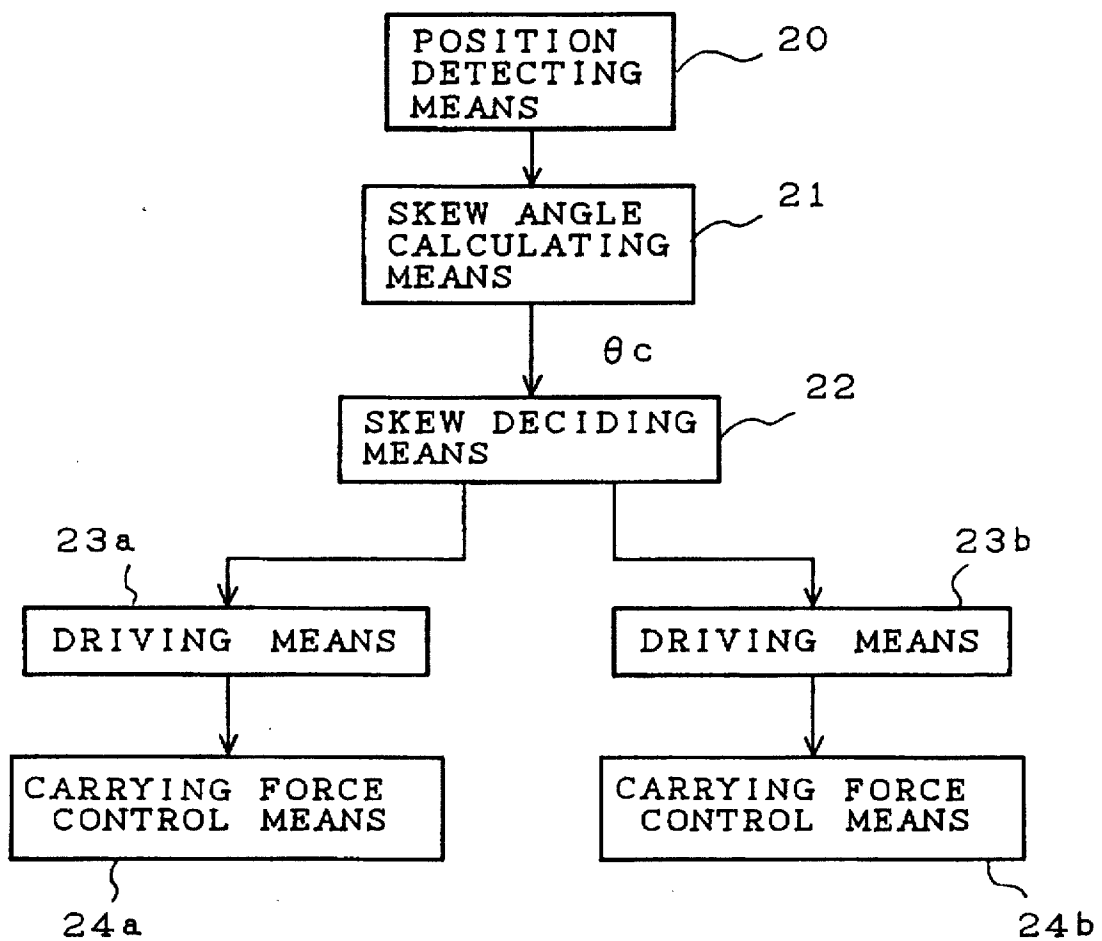 POSITION
DETECTING
MEANS
20
SKEW ANGLE
CALCULATING
MEANS
21
θc
SKEW DECIDING
MEANS
22
23a
23b
DRIVING MEANS
DRIVING MEANS
CARRYING FORCE
CONTROL MEANS
CARRYING FORCE
CONTROL MEANS
24a
24b